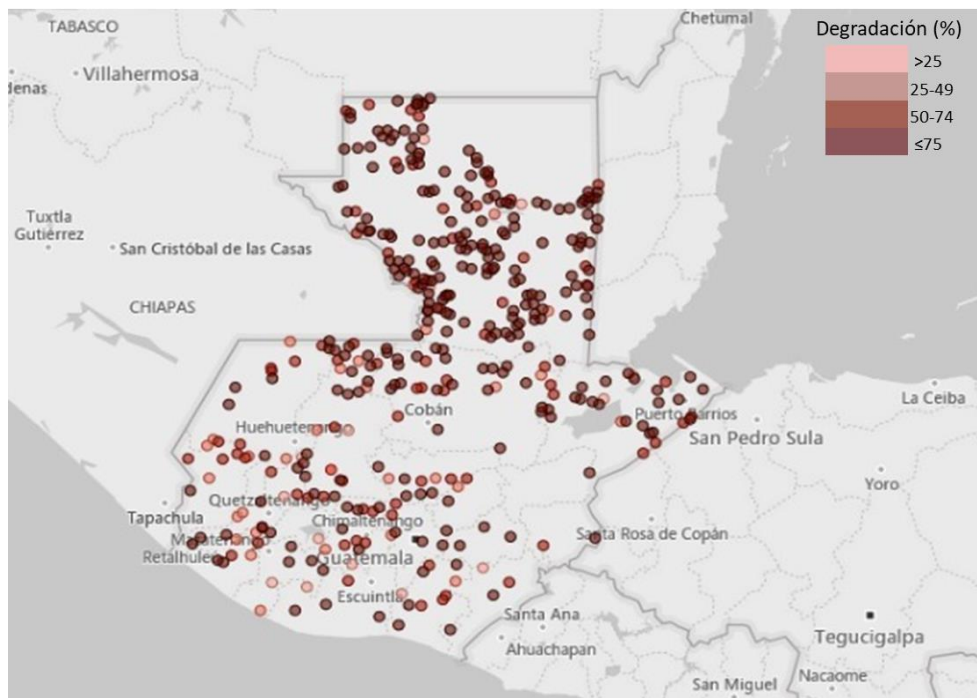 Chetumal
Degradación (%)
TABASCO
>25
Villahermosa
denas
25-49
50-74
≤75
Tuxtla
Gutiérrez
San Cristóbal de las Casas
CHIAPAS
La Ceiba
Cobán
Puerto Barrios
Huehuetenango
San Pedro Sula
Yoro
Quetzaltenango
Tapachula
Chimaltenango
Santa Rosa de Copán
Mazatenango
Retalhuleu
Guatemala
Escuintla
Santa Ana
Tegucigalpa
Ahuachapan
Nacaome
San Miguel